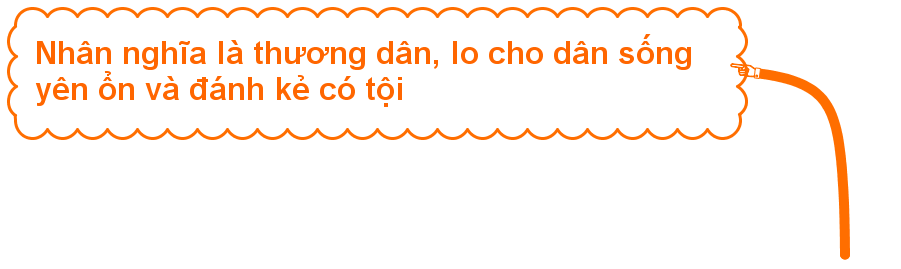 Nhân nghĩa là thương dân, lo cho dân sống
yên ổn và đánh kẻ có tội